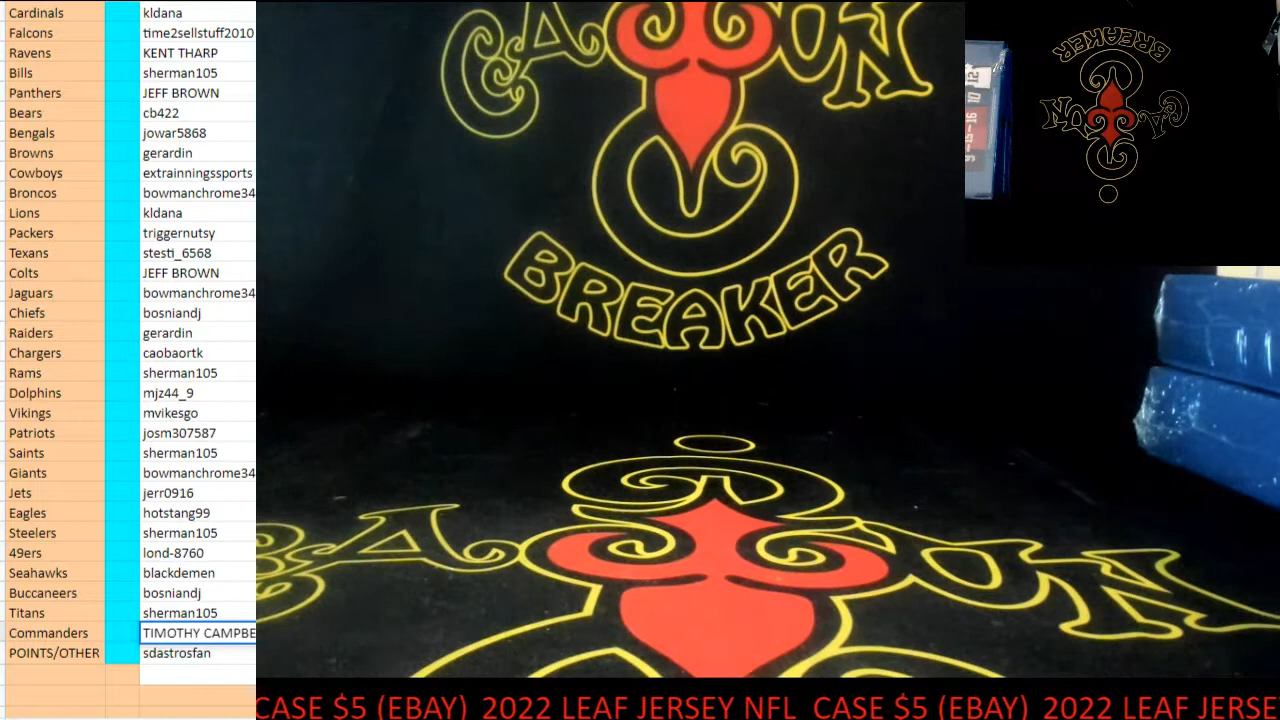 Cardinals kldana
Falcons time2sellstuff2010
Ravens KENT THARP
Bills sherman105
Panthers JEFF BROWN
Bears cb422
Bengals jowar5868
Browns gerardin
Cowboys extrainningssports
Broncos bowmanchrome34
Lions kldana
Packers triggernutsy
Texans stesti_6568
Colts JEFF BROWN
Jaguars bowmanchrome34
Chiefs bosniandj
Raiders gerardin
Chargers caobaortk
Rams sherman105
Dolphins mjz44_9
Vikings mvikesgo
Patriots josm307587
Saints sherman105
Giants bowmanchrome34
Jets jerr0916
Eagles hotstang99
Steelers sherman105
49ers lond-8760
Seahawks blackdemen
Buccaneers bosniandj
Titans sherman105
Commanders TIMOTHY CAMPBE
POINTS/OTHER sdastrosfan
CAJON
BREAKER
CAJON
BREAKER
CAJON
CASE $5 (EBAY) 2022 LEAF JERSEY NFL CASE $5 (EBAY) 2022 LEAF JERSE